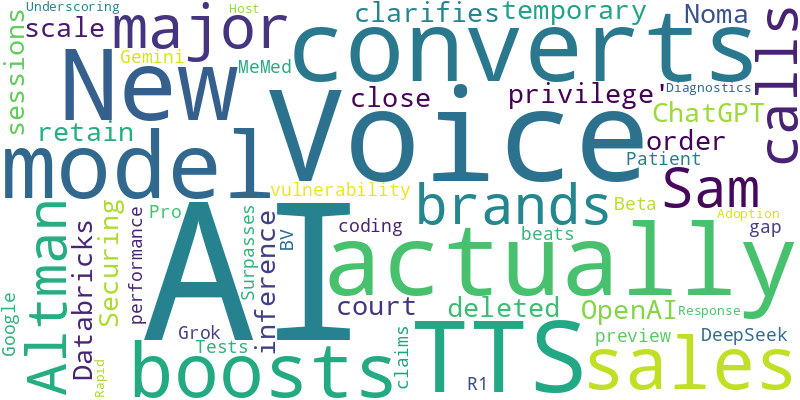 Underscoring
Host
sessions
scale
major
clarifies
temporary
Noma
calls
Gemini
MeMed
New
converts
close
privilege'
Diagnostics
ChatGPT
retain
Voice
order
Patient
model
vulnerability
Sam
brands
Beta
Adoption
gap
Altman
Databricks
Securing
Pro
performance
AI
Surpasses
inference
BV
coding
beats
actually
Google
Grok
Tests
court
deleted
OpenAI
Response
claims
TTS
preview
DeepSeek
Rapid
boosts
R1
sales